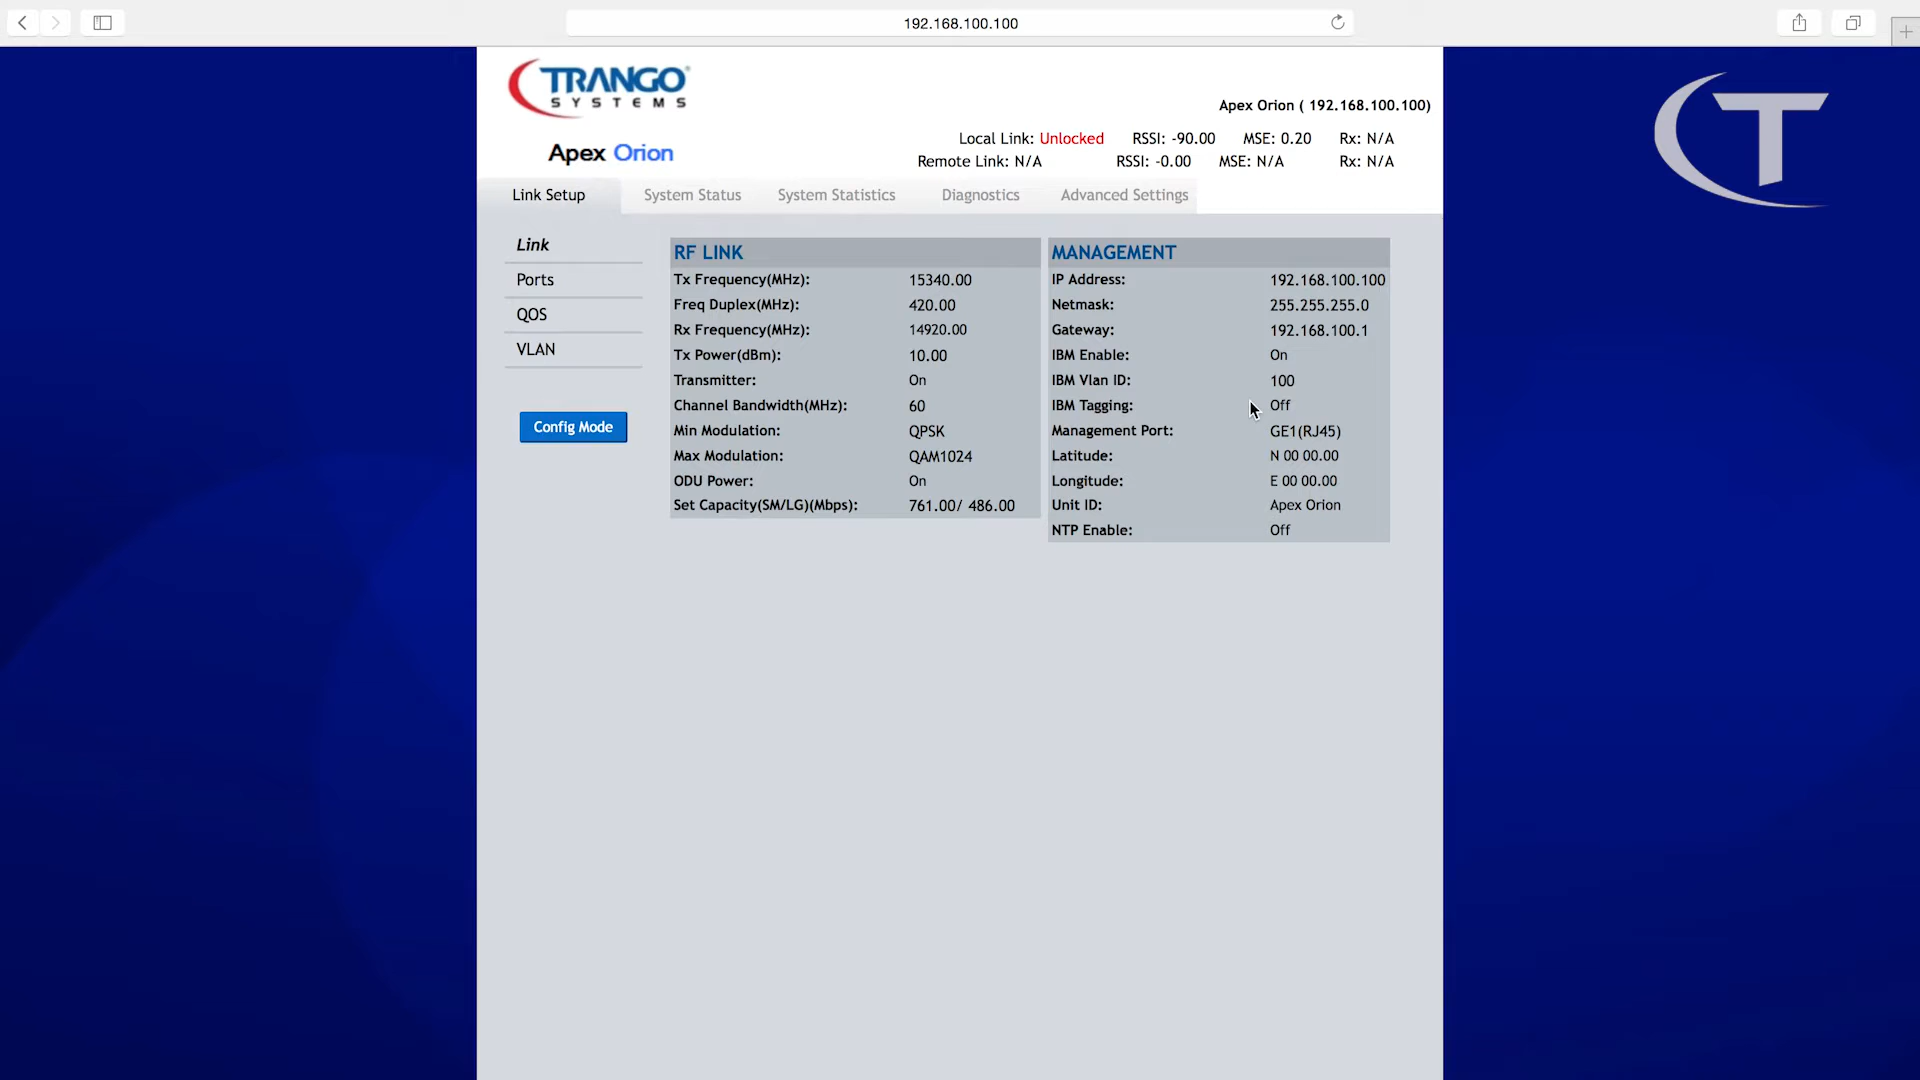 192.168.100.100
TRANGO
SYSTEMS
Apex Orion
Apex Orion ( 192.168.100.100)
Local Link: Unlocked RSSI: -90.00 MSE: 0.20 Rx: N/A
Remote Link: N/A RSSI: -0.00 MSE: N/A Rx: N/A
T
Link Setup System Status System Statistics Diagnostics Advanced Settings
Link
Ports
QOS
VLAN
Config Mode
RF LINK
Tx Frequency(MHz): 15340.00
Freq Duplex(MHz): 420.00
Rx Frequency(MHz): 14920.00
Tx Power(dBm): 10.00
Transmitter: On
Channel Bandwidth(MHz): 60
Min Modulation: QPSK
Max Modulation: QAM1024
ODU Power: On
Set Capacity(SM/LG)(Mbps): 761.00/ 486.00
MANAGEMENT
IP Address: 192.168.100.100
Netmask: 255.255.255.0
Gateway: 192.168.100.1
IBM Enable: On
IBM Vlan ID: 100
IBM Tagging: Off
Management Port: GE1(RJ45)
Latitude: N 00 00.00
Longitude: E 00 00.00
Unit ID: Apex Orion
NTP Enable: Off